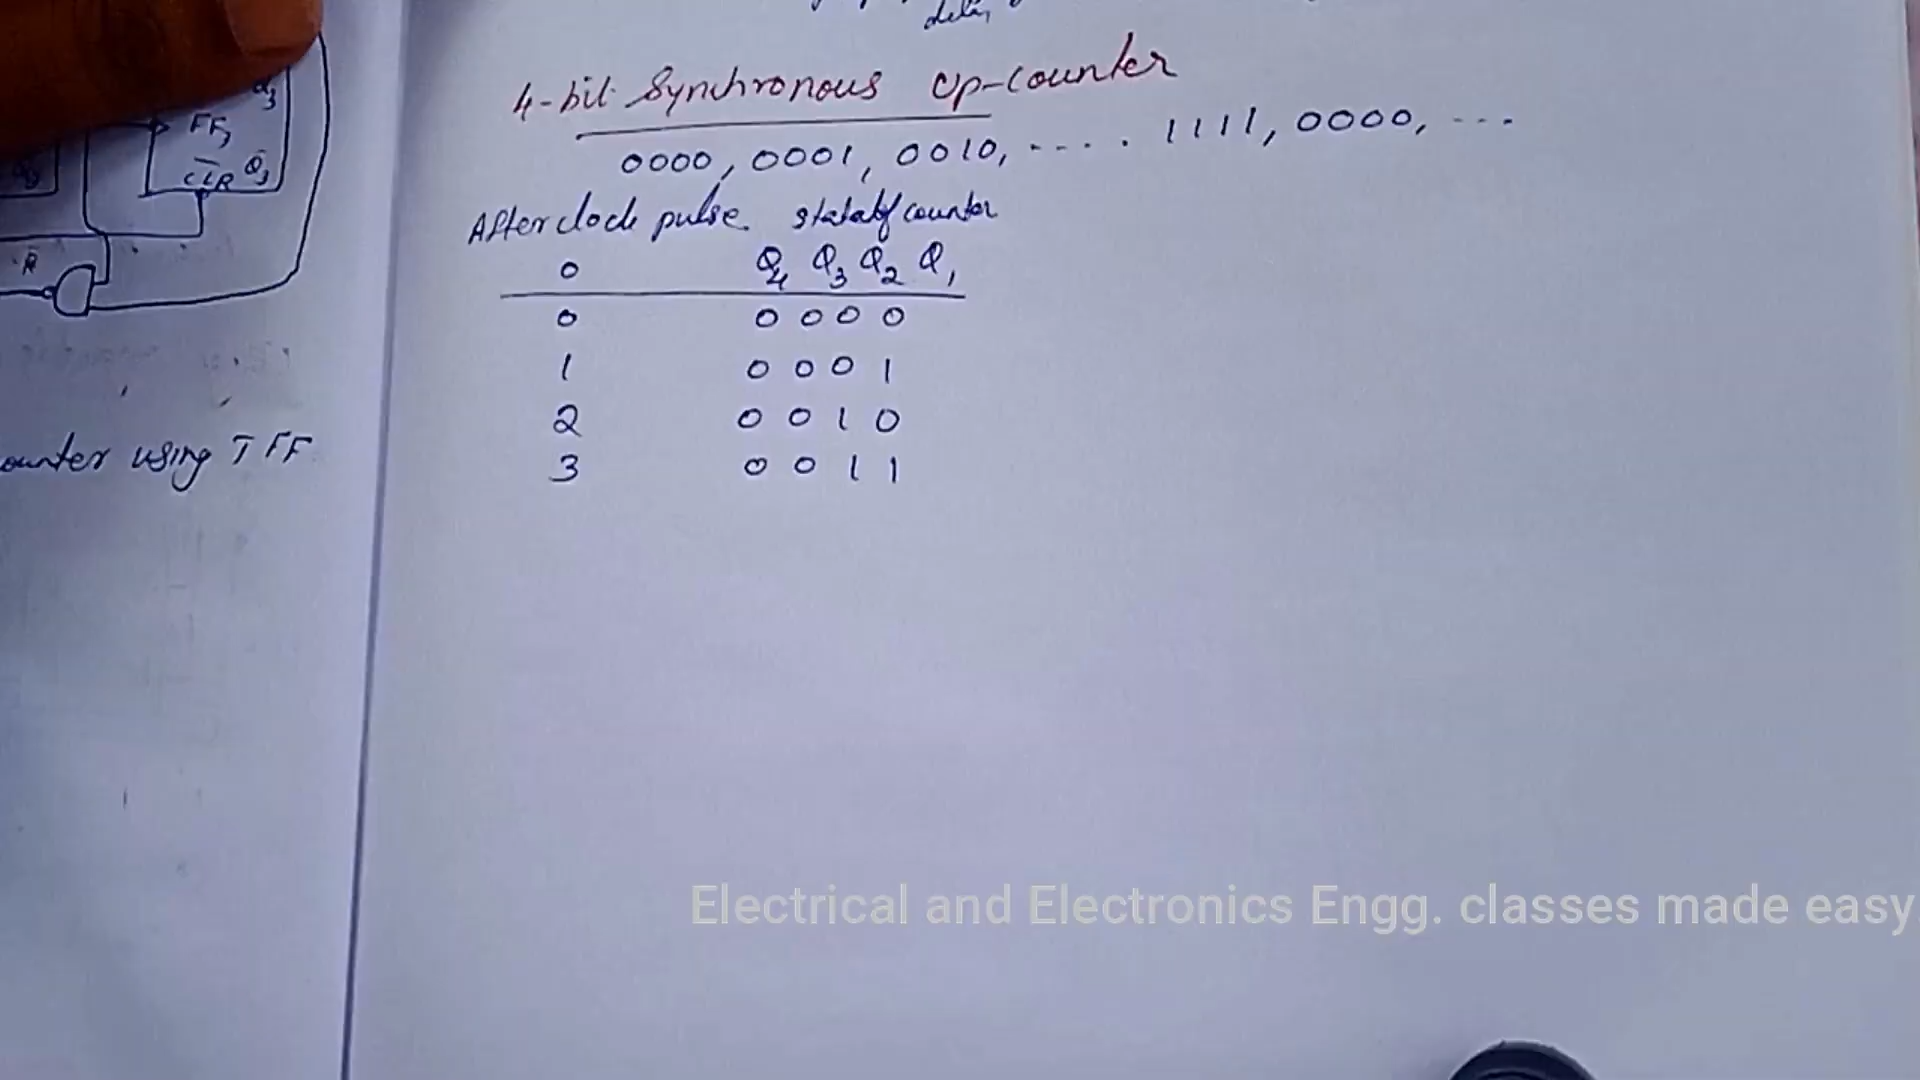 Q3
FF3
CLR Q̅3
R
ounter using T FF
4-bit Synchronous Up-counter
0000, 0001, 0010, ..... 1111, 0000, ...
After clock pulse state of counter
0 Q4 Q3 Q2 Q1
0 0 0 0 0
1 0 0 0 1
2 0 0 1 0
3 0 0 1 1
Electrical and Electronics Engg. classes made easy